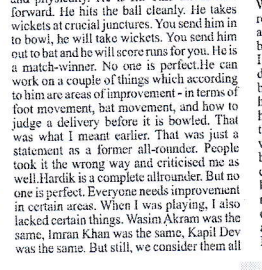 forward. He hits the ball cleanly. He takes
wickets at crucial junctures. You send him in
to bowl, he will take wickets. You send him
out to bat and he will score runs for you. He is
a match-winner. No one is perfect.He can
work on a couple of things which according
to him are areas of improvement - in terms of
foot movement, bat movement, and how to
judge a delivery before it is bowled. That
was what I meant earlier. That was just a
statement as a former all-rounder. People
took it the wrong way and criticised me as
well.Hardik is a complete allrounder. But no
one is perfect. Everyone needs improvement
in certain areas. When I was playing, I also
lacked certain things. Wasim Akram was the
same, Imran Khan was the same, Kapil Dev
was the same. But still, we consider them all